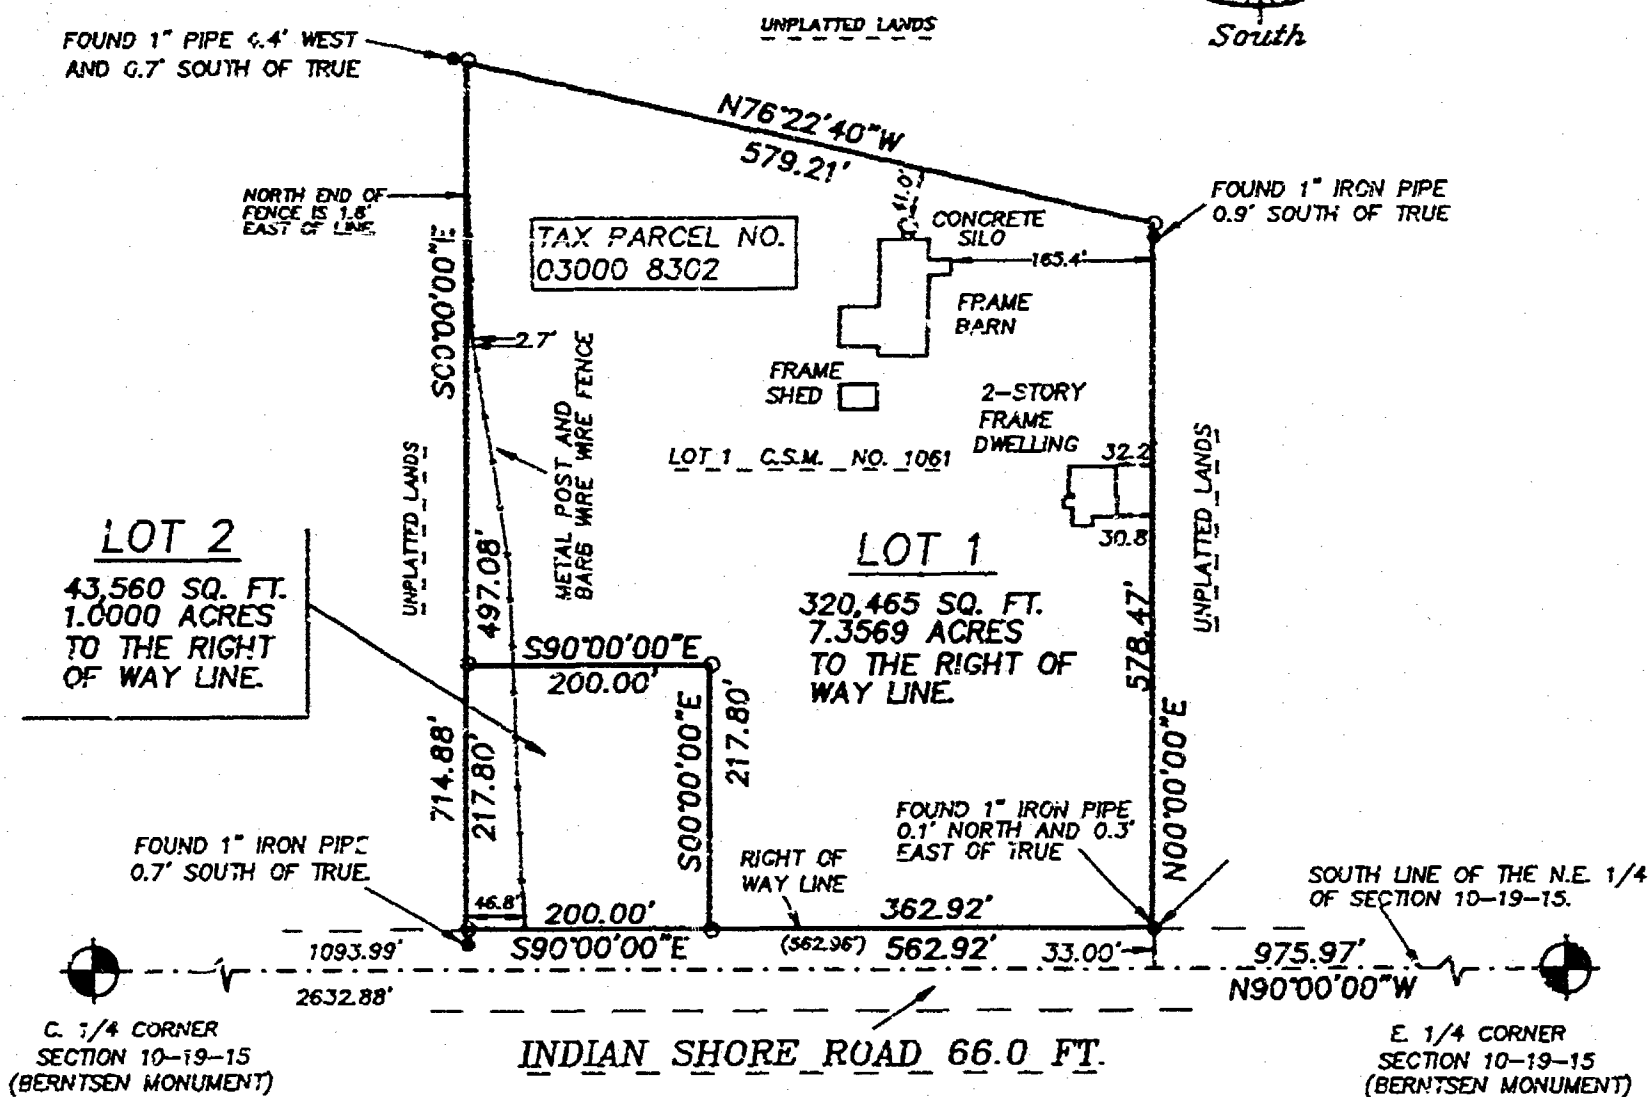 UNPLATTED LANDS
South
FOUND 1" PIPE 4.4' WEST
AND 0.7' SOUTH OF TRUE
N76°22'40"W
579.21'
41.0'
NORTH END OF
FENCE IS 1.8'
EAST OF LINE.
TAX PARCEL NO.
03000 8302
CONCRETE
SILO
165.4'
FOUND 1" IRON PIPE
0.9' SOUTH OF TRUE
FRAME
BARN
S00°00'00"E
2.7'
FRAME
SHED
2-STORY
FRAME
DWELLING
METAL POST AND
BARB WIRE WIRE FENCE
LOT 1 C.S.M. NO. 1061
32.2
30.8
UNPLATTED LANDS
UNPLATTED LANDS
LOT 2
43,560 SQ. FT.
1.0000 ACRES
TO THE RIGHT
OF WAY LINE.
497.08'
LOT 1
320,465 SQ. FT.
7.3569 ACRES
TO THE RIGHT OF
WAY LINE.
578.47'
N00°00'00"E
S90°00'00"E
200.00'
714.88'
217.80'
S00°00'00"E
217.80'
FOUND 1" IRON PIPE
0.7' SOUTH OF TRUE.
RIGHT OF
WAY LINE
FOUND 1" IRON PIPE
0.1' NORTH AND 0.3'
EAST OF TRUE
SOUTH LINE OF THE N.E. 1/4
OF SECTION 10-19-15.
46.8'
200.00'
362.92'
1093.99'
S90°00'00"E
(562.96')
562.92'
33.00'
975.97'
2632.88'
N90°00'00"W
C. 1/4 CORNER
SECTION 10-19-15
(BERNTSEN MONUMENT)
INDIAN SHORE ROAD 66.0 FT.
E. 1/4 CORNER
SECTION 10-19-15
(BERNTSEN MONUMENT)